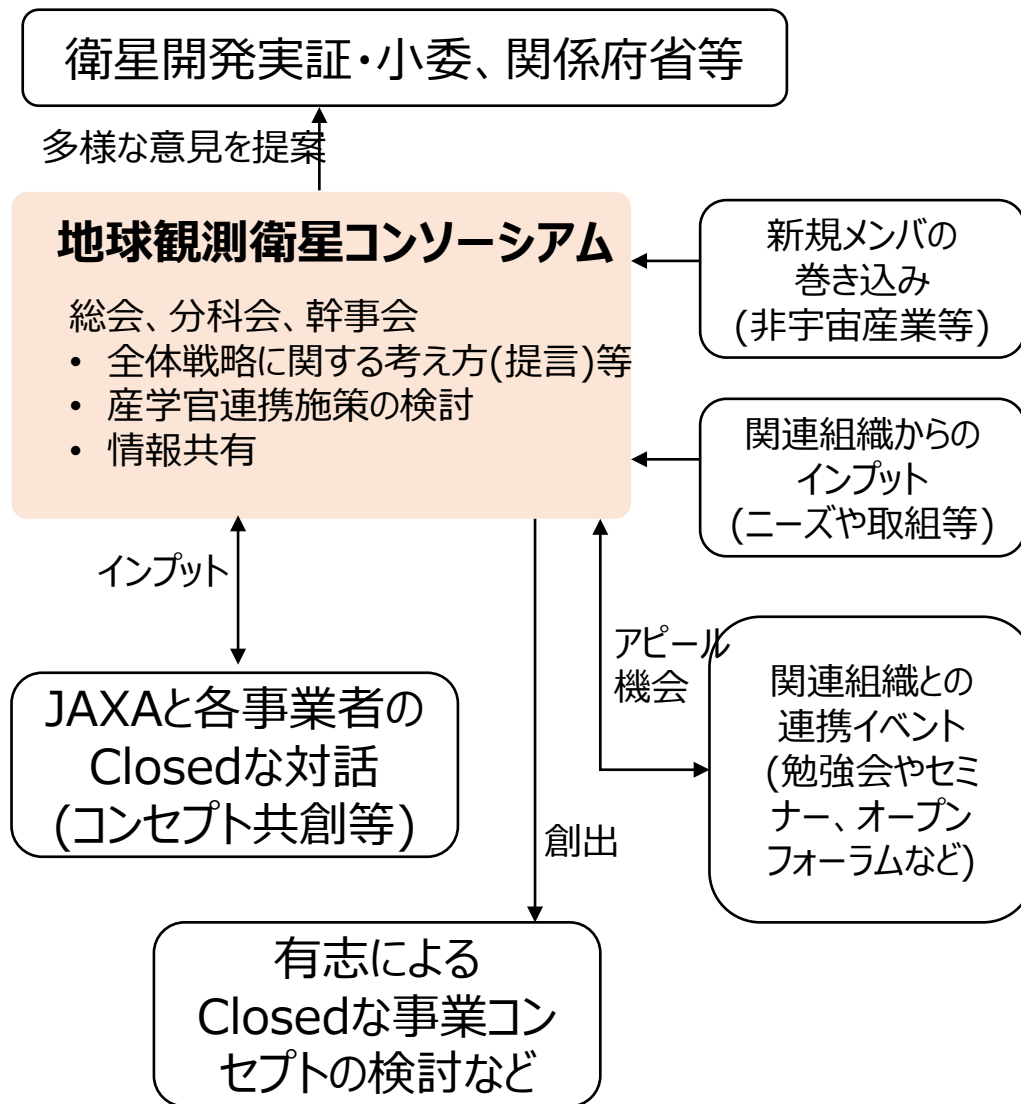 衛星開発実証・小委、関係府省等
多様な意見を提案
地球観測衛星コンソーシアム
総会、分科会、幹事会
• 全体戦略に関する考え方(提言)等
• 産学官連携施策の検討
• 情報共有
新規メンバの
巻き込み
(非宇宙産業等)
関連組織からの
インプット
(ニーズや取組等)
インプット
アピール
機会
関連組織との
連携イベント
(勉強会やセミ
ナー、オープン
フォーラムなど)
JAXAと各事業者の
Closedな対話
(コンセプト共創等)
創出
有志による
Closedな事業コン
セプトの検討など